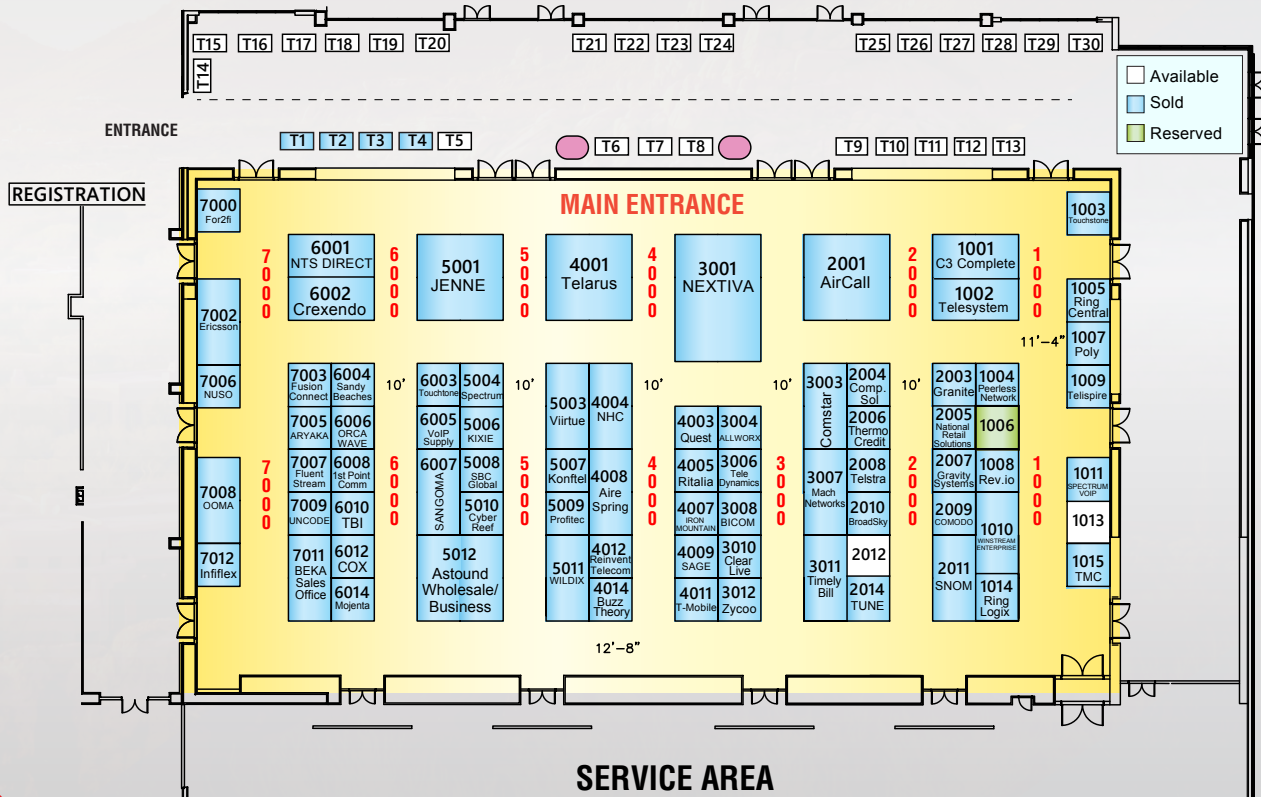 T15 T16 T17 T18 T19 T20 T21 T22 T23 T24 T25 T26 T27 T28 T29 T30
T14
Available
Sold
Reserved
ENTRANCE
T1 T2 T3 T4 T5 T6 T7 T8 T9 T10 T11 T12 T13
REGISTRATION
MAIN ENTRANCE
7000
For2fi
1003
Touchstone
7000
6001
NTS DIRECT
6002
Crexendo
6000
5001
JENNE
5000
4001
Telarus
4000
3001
NEXTIVA
2001
AirCall
2000
1001
C3 Complete
1002
Telesystem
1000
7002
Ericsson
7006
NUSO
7008
OOMA
7012
Infiflex
1005
Ring
Central
11'-4"
1007
Poly
1009
Telispire
1011
SPECTRUM
VOIP
1013
1015
TMC
10'
10'
10'
10'
10'
7000
6000
5000
4000
3000
2000
1000
7003
Fusion
Connect
7005
ARYAKA
7007
Fluent
Stream
7009
UNCODE
7011
BEKA
Sales
Office
6004
Sandy
Beaches
6006
ORCA
WAVE
6008
1st Point
Comm
6010
TBI
6012
COX
6014
Mojenta
6003
Touchtone
6005
VoIP
Supply
6007
SANGOMA
5004
Spectrum
5006
KIXIE
5008
SBC
Global
5010
Cyber
Reef
5012
Astound
Wholesale/
Business
5003
Viirtue
5007
Konftel
5009
Profitec
5011
WILDIX
4004
NHC
4008
Aire
Spring
4012
Reinvent
Telecom
4014
Buzz
Theory
4003
Quest
4005
Ritalia
4007
IRON
MOUNTAIN
4009
SAGE
4011
T-Mobile
3004
ALLWORX
3006
Tele
Dynamics
3008
BICOM
3010
Clear
Live
3012
Zycoo
3003
Comstar
3007
Mach
Networks
3011
Timely
Bill
2004
Comp.
Sol
2006
Thermo
Credit
2008
Telstra
2010
BroadSky
2012
2014
TUNE
2003
Granite
2005
National
Retail
Solutions
2007
Gravity
Systems
2009
COMODO
2011
SNOM
1004
Peerless
Network
1006
1008
Rev.io
1010
WINSTREAM
ENTERPRISE
1014
Ring
Logix
12'-8"
SERVICE AREA